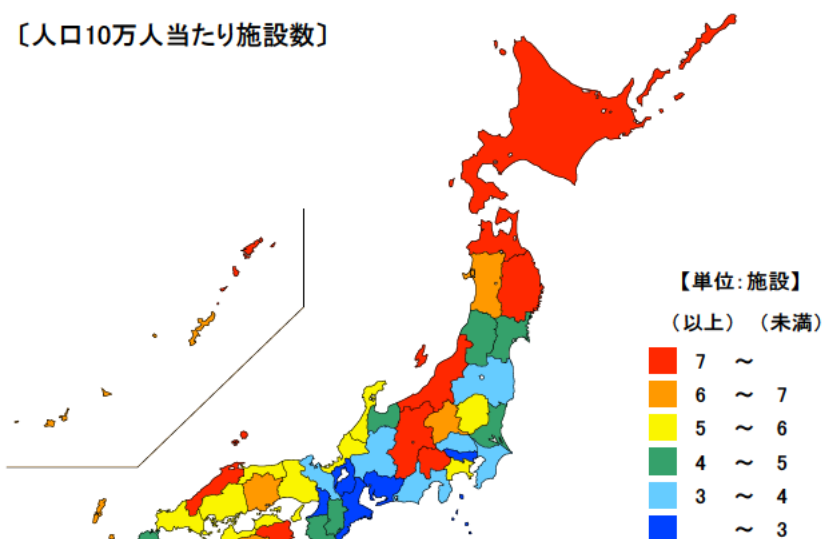 〔人口10万人当たり施設数〕
【単位:施設】
（以上） （未満）
7 ～
6 ～ 7
5 ～ 6
4 ～ 5
3 ～ 4
～ 3